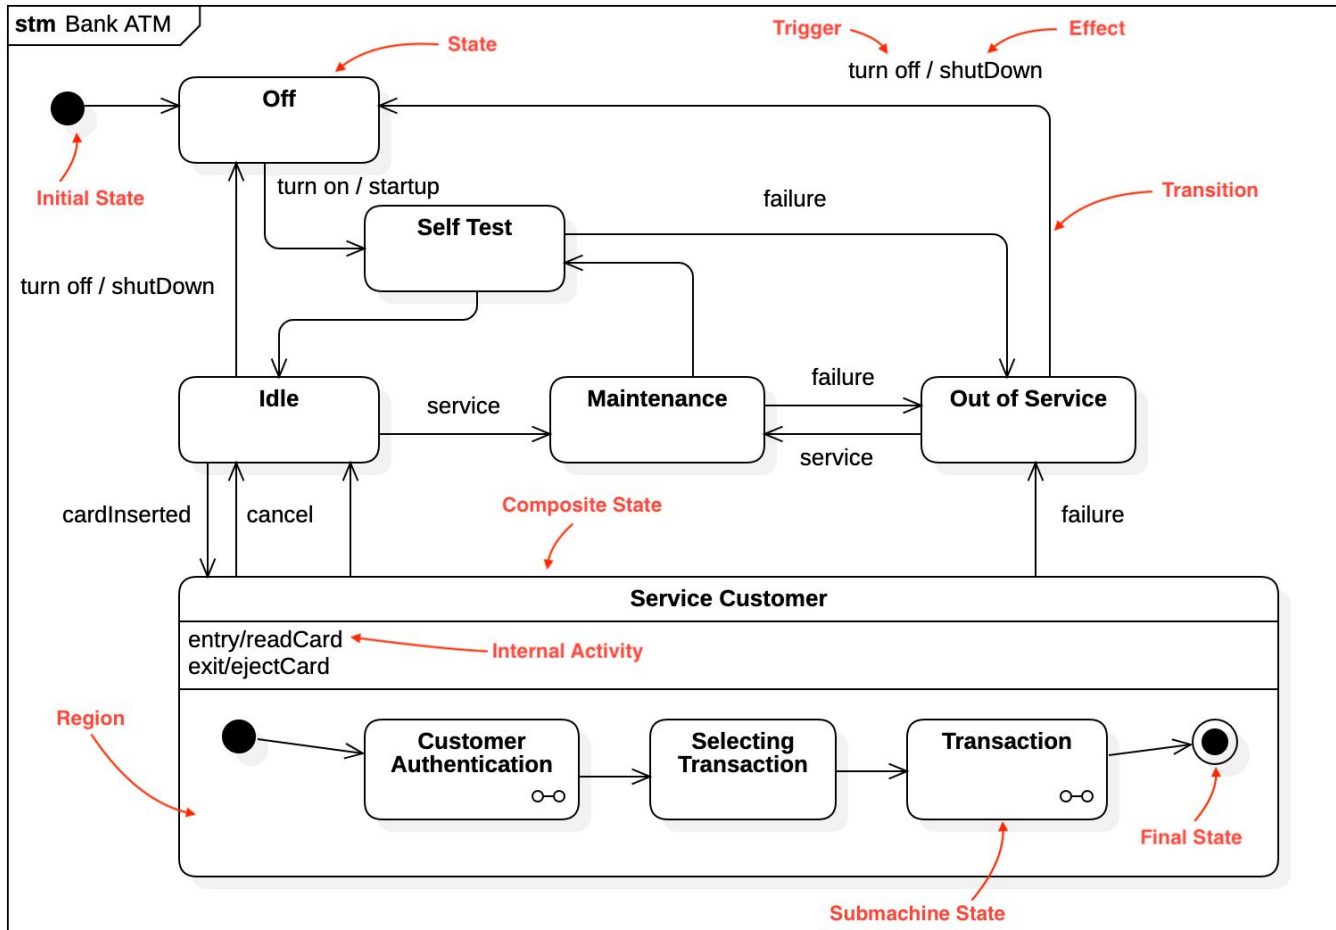 stm Bank ATM
State
Trigger
Effect
turn off / shutDown
Off
Initial State
turn on / startup
failure
Transition
Self Test
turn off / shutDown
Idle
service
Maintenance
failure
Out of Service
service
cardInserted
cancel
Composite State
failure
Service Customer
entry/readCard
exit/ejectCard
Internal Activity
Region
Customer
Authentication
Selecting
Transaction
Transaction
Final State
Submachine State